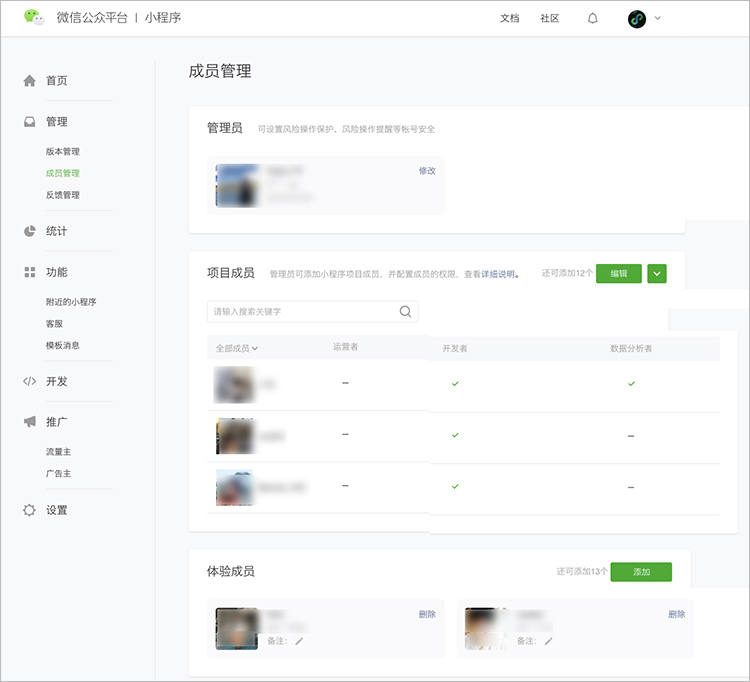 微信公众平台 | 小程序
文档 社区
首页
管理
版本管理
成员管理
反馈管理
统计
功能
附近的小程序
客服
模板消息
开发
推广
流量主
广告主
设置
成员管理
管理员 可设置风险操作保护、风险操作提醒等帐号安全
修改
项目成员 管理员可添加小程序项目成员，并配置成员的权限，查看详细说明。 还可添加12个 编辑
请输入搜索关键字
全部成员 运营者 开发者 数据分析者
体验成员 还可添加13个 添加
删除
备注：
删除
备注：